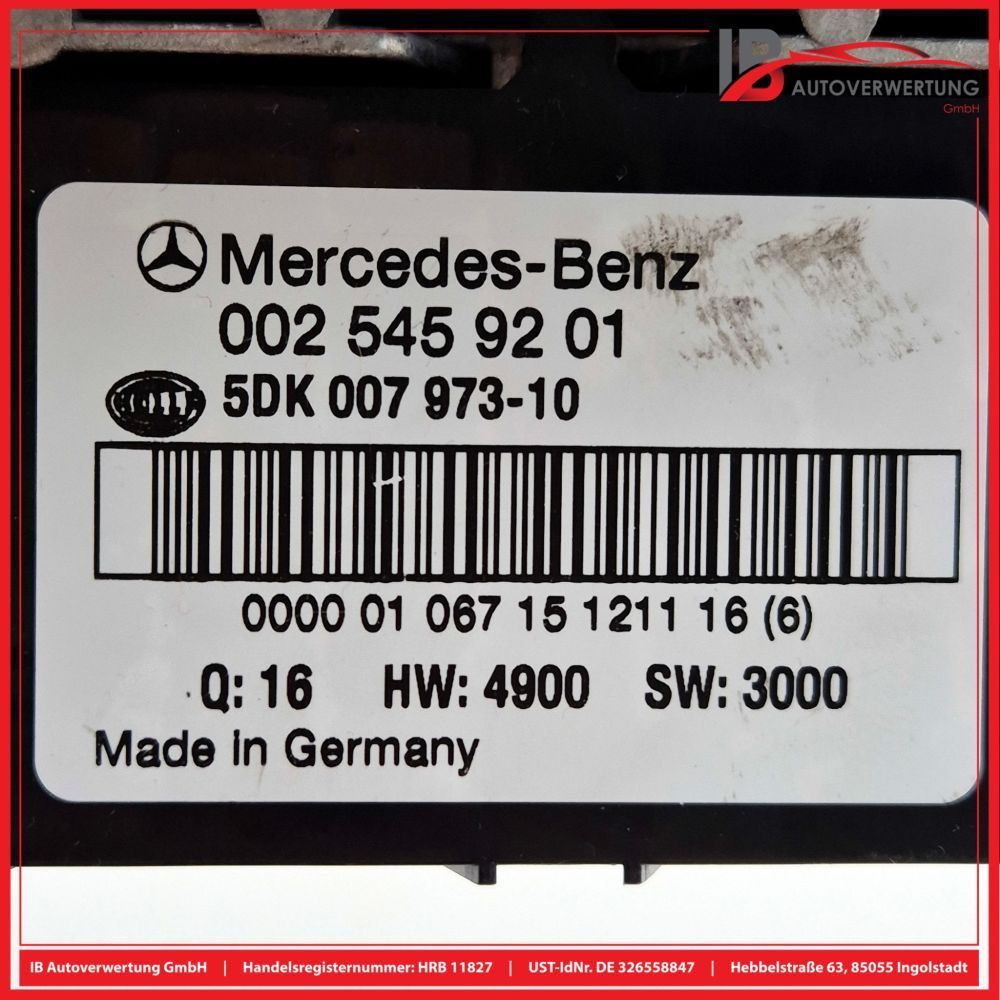 IB
AUTOVERWERTUNG
GmbH
Mercedes-Benz
002 545 92 01
5DK 007 973-10
0000 01 067 15 1211 16 (6)
Q: 16 HW: 4900 SW: 3000
Made in Germany
IB Autoverwertung GmbH | Handelsregisternummer: HRB 11827 | UST-IdNr. DE 326558847 | Hebbelstraße 63, 85055 Ingolstadt